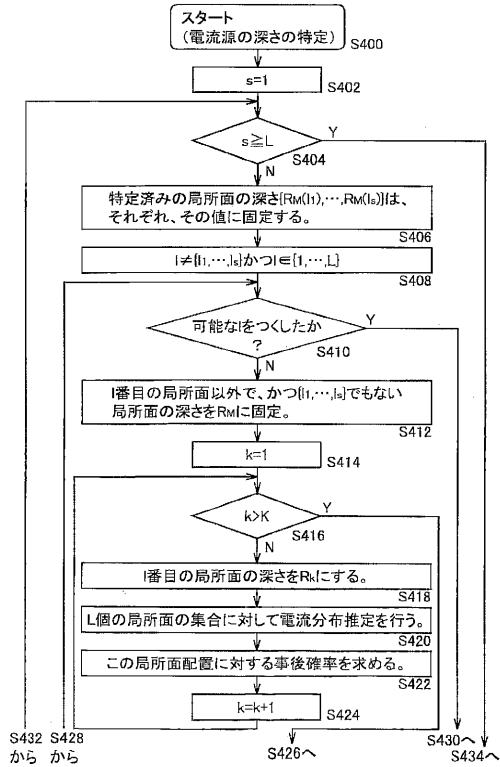 スタート
(電流源の深さの特定)
S400
s=1
S402
s≧L
Y
S404
N
特定済みの局所面の深さ{RM(l1),…,RM(ls)}は、
それぞれ、その値に固定する。
S406
l≠{l1,…,ls}かつl∈{1,…,L}
S408
可能なlをつくしたか
?
Y
S410
N
l番目の局所面以外で、かつ{l1,…,ls}でもない
局所面の深さをRMに固定。
S412
k=1
S414
k>K
Y
S416
N
l番目の局所面の深さをRkにする。
S418
L個の局所面の集合に対して電流分布推定を行う。
S420
この局所面配置に対する事後確率を求める。
S422
k=k+1
S424
S432
から
S428
から
S426へ
S430へ
S434へ